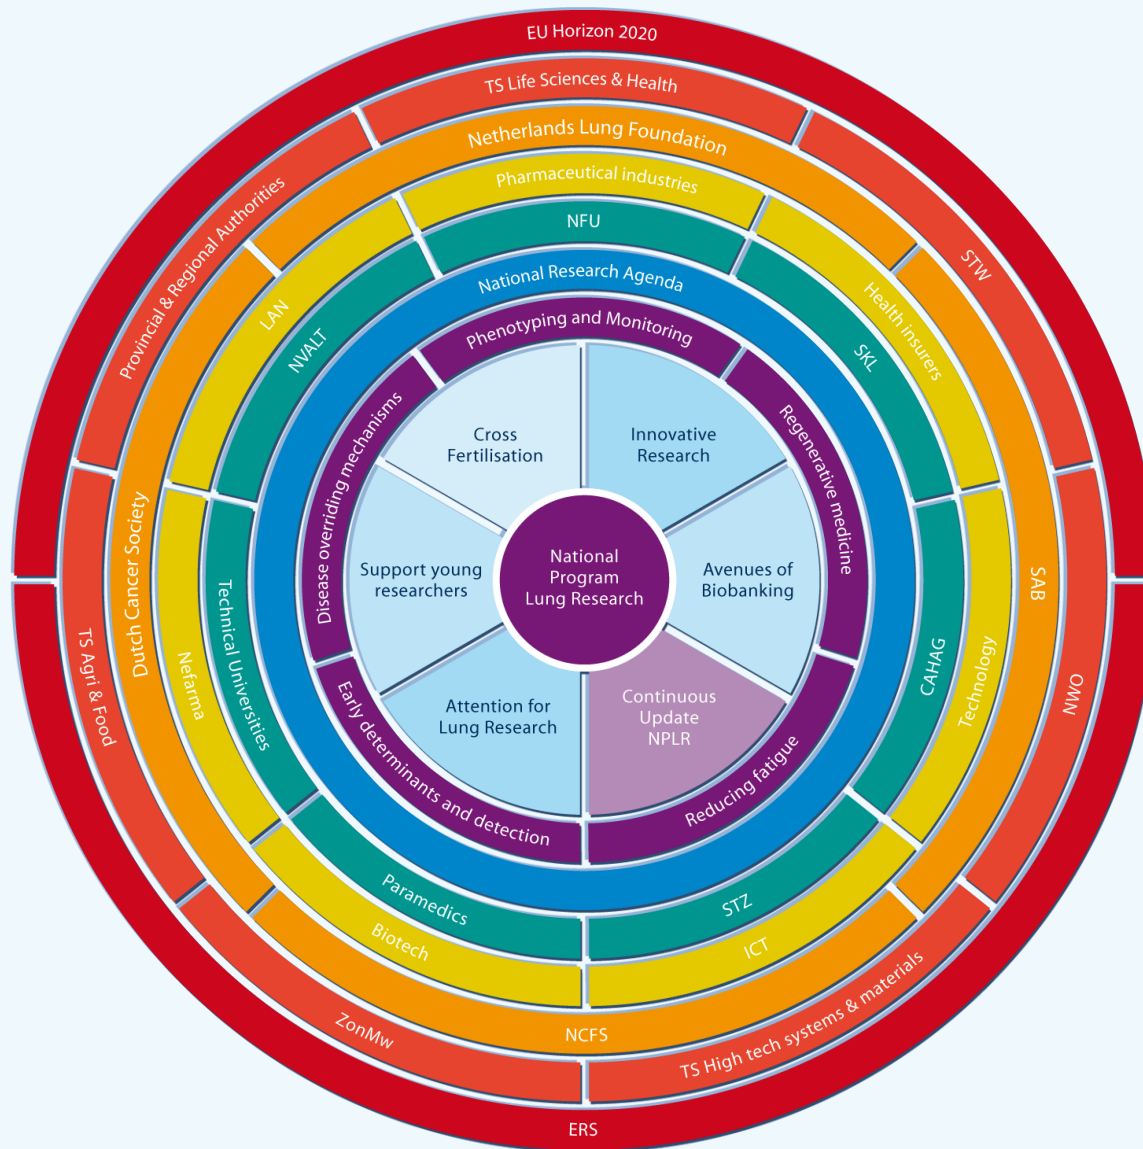 EU Horizon 2020
TS Life Sciences & Health
Netherlands Lung Foundation
Pharmaceutical industries
NFU
National Research Agenda
Phenotyping and Monitoring
Provincial & Regional Authorities
LAN
NVALT
STW
Health insurers
SKL
Disease overriding mechanisms
Regenerative medicine
Cross
Fertilisation
Innovative
Research
Support young
researchers
National
Program
Lung Research
Avenues of
Biobanking
Attention for
Lung Research
Continuous
Update
NPLR
TS Agri & Food
Dutch Cancer Society
Nefarma
Technical Universities
CAHAG
Technology
SAB
OWN
Early determinants and detection
Reducing fatigue
Paramedics
STZ
Biotech
ICT
NCFS
ZonMw
TS High tech systems & materials
ERS